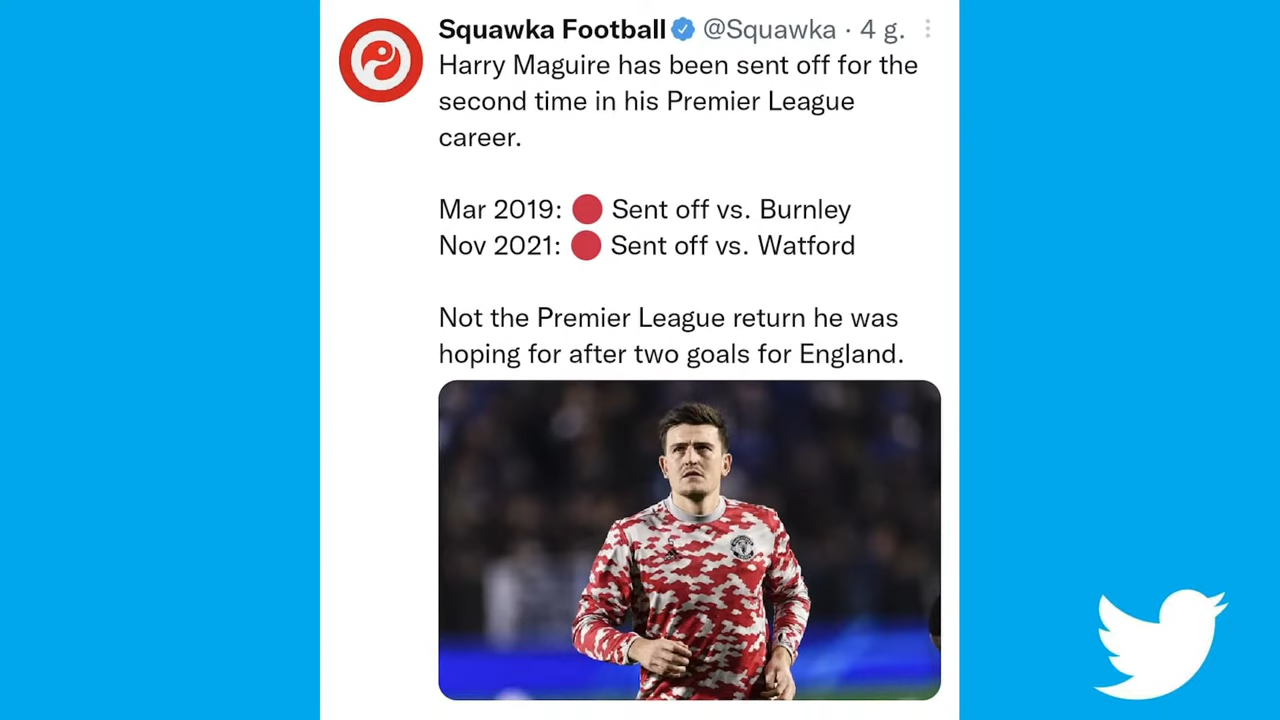 Squawka Football @Squawka · 4 g.
Harry Maguire has been sent off for the
second time in his Premier League
career.
Mar 2019: 🔴 Sent off vs. Burnley
Nov 2021: 🔴 Sent off vs. Watford
Not the Premier League return he was
hoping for after two goals for England.